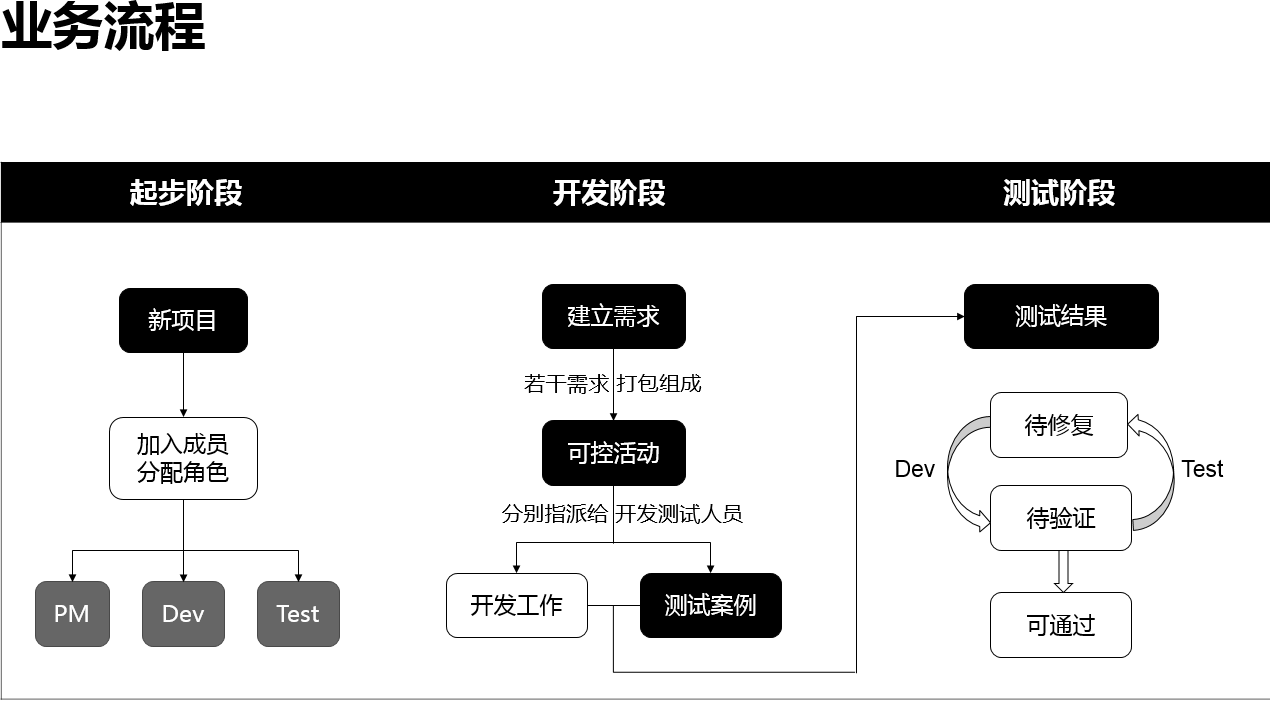 业务流程
起步阶段
开发阶段
测试阶段
新项目
加入成员
分配角色
PM
Dev
Test
建立需求
若干需求 打包组成
可控活动
分别指派给 开发测试人员
开发工作
测试案例
测试结果
待修复
Dev
Test
待验证
可通过